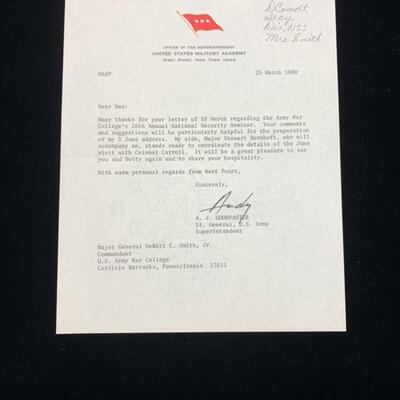 DComdt
Secy
Dir, NSS
Mrs. Smith
OFFICE OF THE SUPERINTENDENT
UNITED STATES MILITARY ACADEMY
WEST POINT, NEW YORK 10996
MASP
25 March 1980
Dear Dee:
Many thanks for your letter of 19 March regarding the Army War
College's 26th Annual National Security Seminar. Your comments
and suggestions will be particularly helpful for the preparation
of my 5 June address. My aide, Major Stewart Bornhoft, who will
accompany me, stands ready to coordinate the details of the June
visit with Colonel Carroll. It will be a great pleasure to see
you and Betty again and to share your hospitality.
With warm personal regards from West Point,
Sincerely,
Andy
A. J. GOODPASTER
Lt. General, U.S. Army
Superintendent
Major General DeWitt C. Smith, Jr.
Commandant
U.S. Army War College
Carlisle Barracks, Pennsylvania 17013